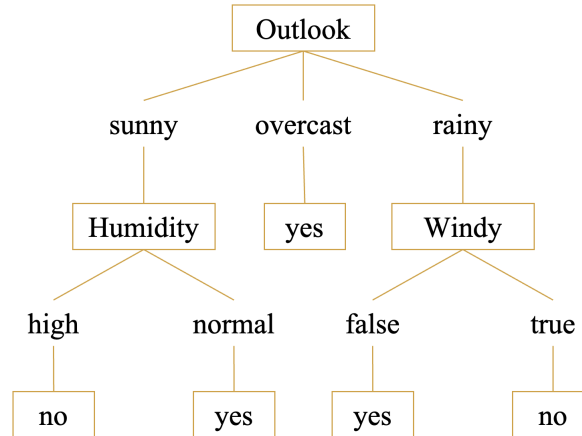 Outlook
sunny overcast rainy
Humidity yes Windy
high normal false true
no yes yes no